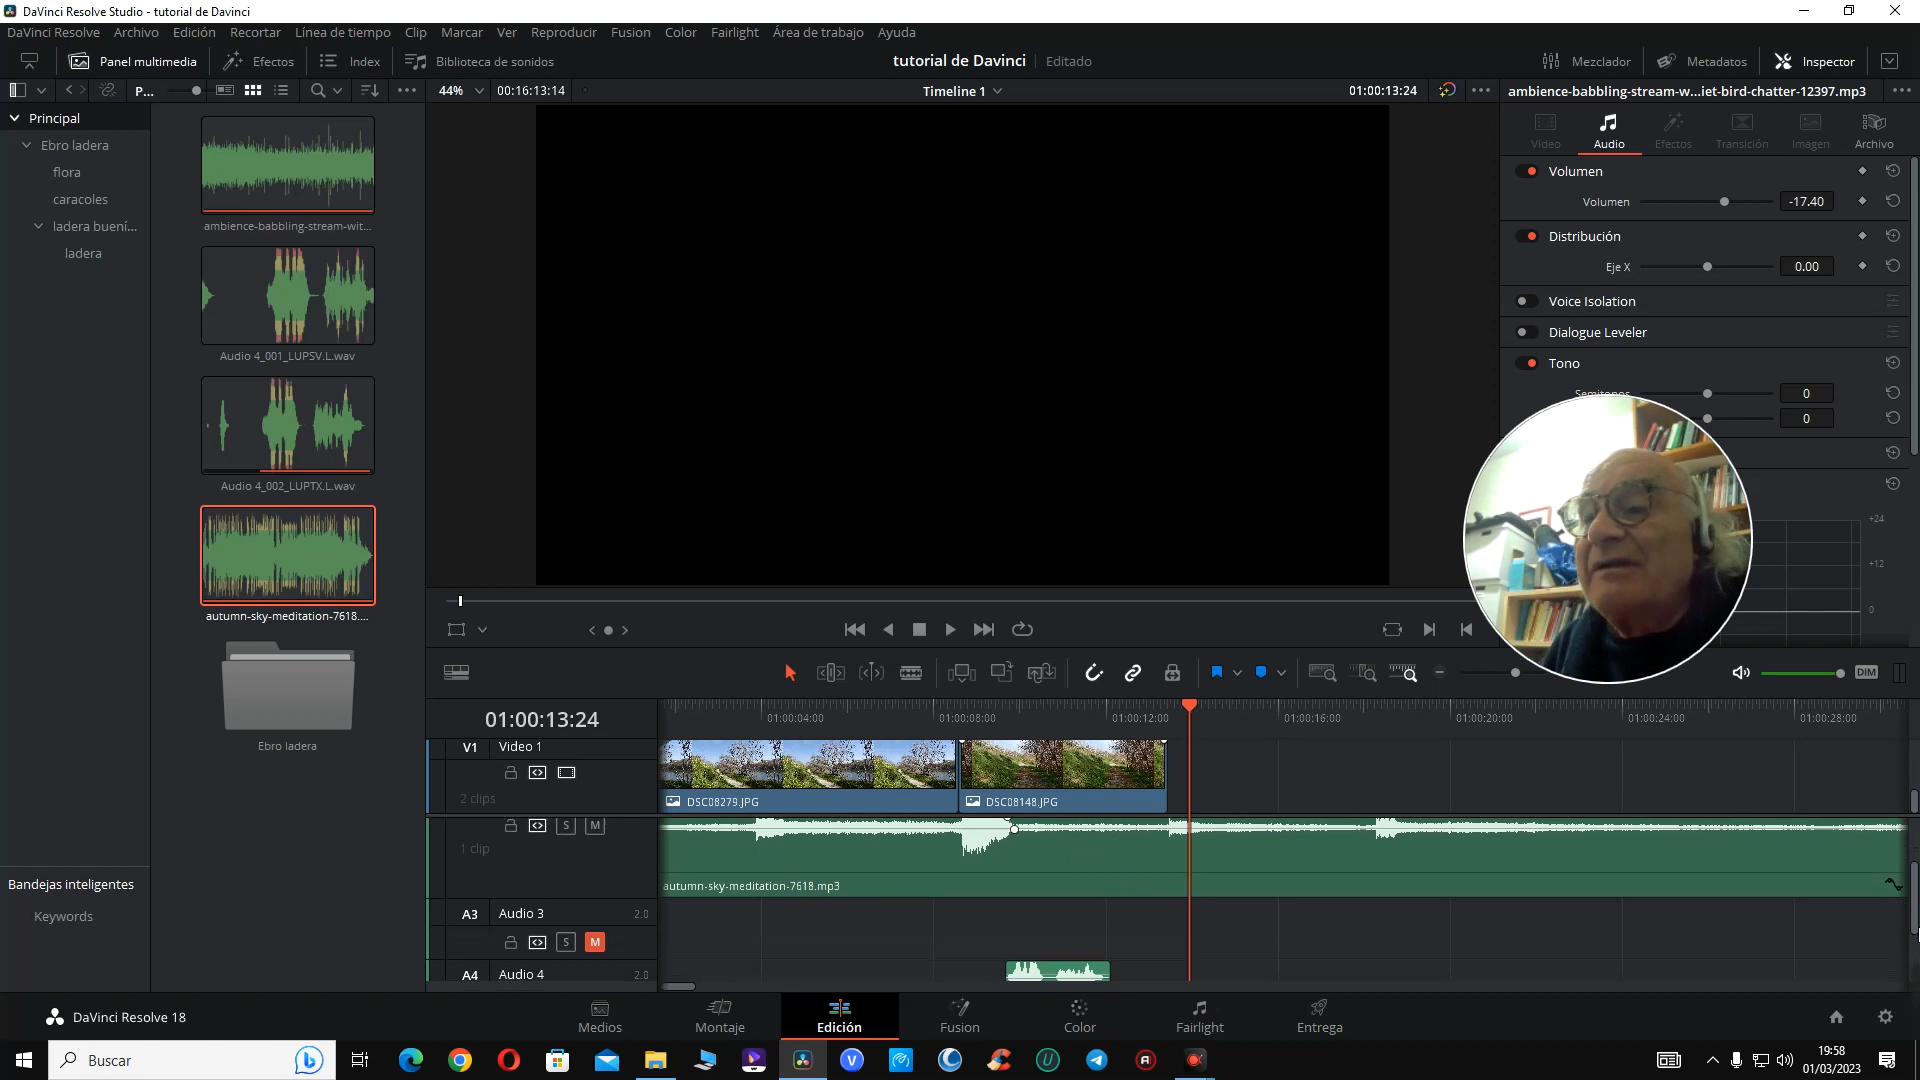 DaVinci Resolve Studio - tutorial de Davinci
DaVinci Resolve Archivo Edición Recortar Línea de tiempo Clip Marcar Ver Reproducir Fusion Color Fairlight Área de trabajo Ayuda
Panel multimedia Efectos Index Biblioteca de sonidos tutorial de Davinci Editado Mezclador Metadatos Inspector
P... 44% 00:16:13:14 Timeline 1 01:00:13:24 ambience-babbling-stream-w...iet-bird-chatter-12397.mp3
Principal
Ebro ladera
flora
caracoles
ladera buení...
ladera
Bandejas inteligentes
Keywords
ambience-babbling-stream-wit...
Audio 4_001_LUPSV.L.wav
Audio 4_002_LUPTX.L.wav
autumn-sky-meditation-7618....
Ebro ladera
Video Audio Efectos Transición Imagen Archivo
Volumen
Volumen -17.40
Distribución
Eje X 0.00
Voice Isolation
Dialogue Leveler
Tono
Semitonos 0
0
+24
+12
0
DIM
01:00:13:24
01:00:04:00 01:00:08:00 01:00:12:00 01:00:16:00 01:00:20:00 01:00:24:00 01:00:28:00
V1 Video 1
2 clips
DSC08279.JPG DSC08148.JPG
S M
1 clip
autumn-sky-meditation-7618.mp3
A3 Audio 3 2.0
S M
A4 Audio 4 2.0
DaVinci Resolve 18
Medios Montaje Edición Fusion Color Fairlight Entrega
Buscar
19:58
01/03/2023